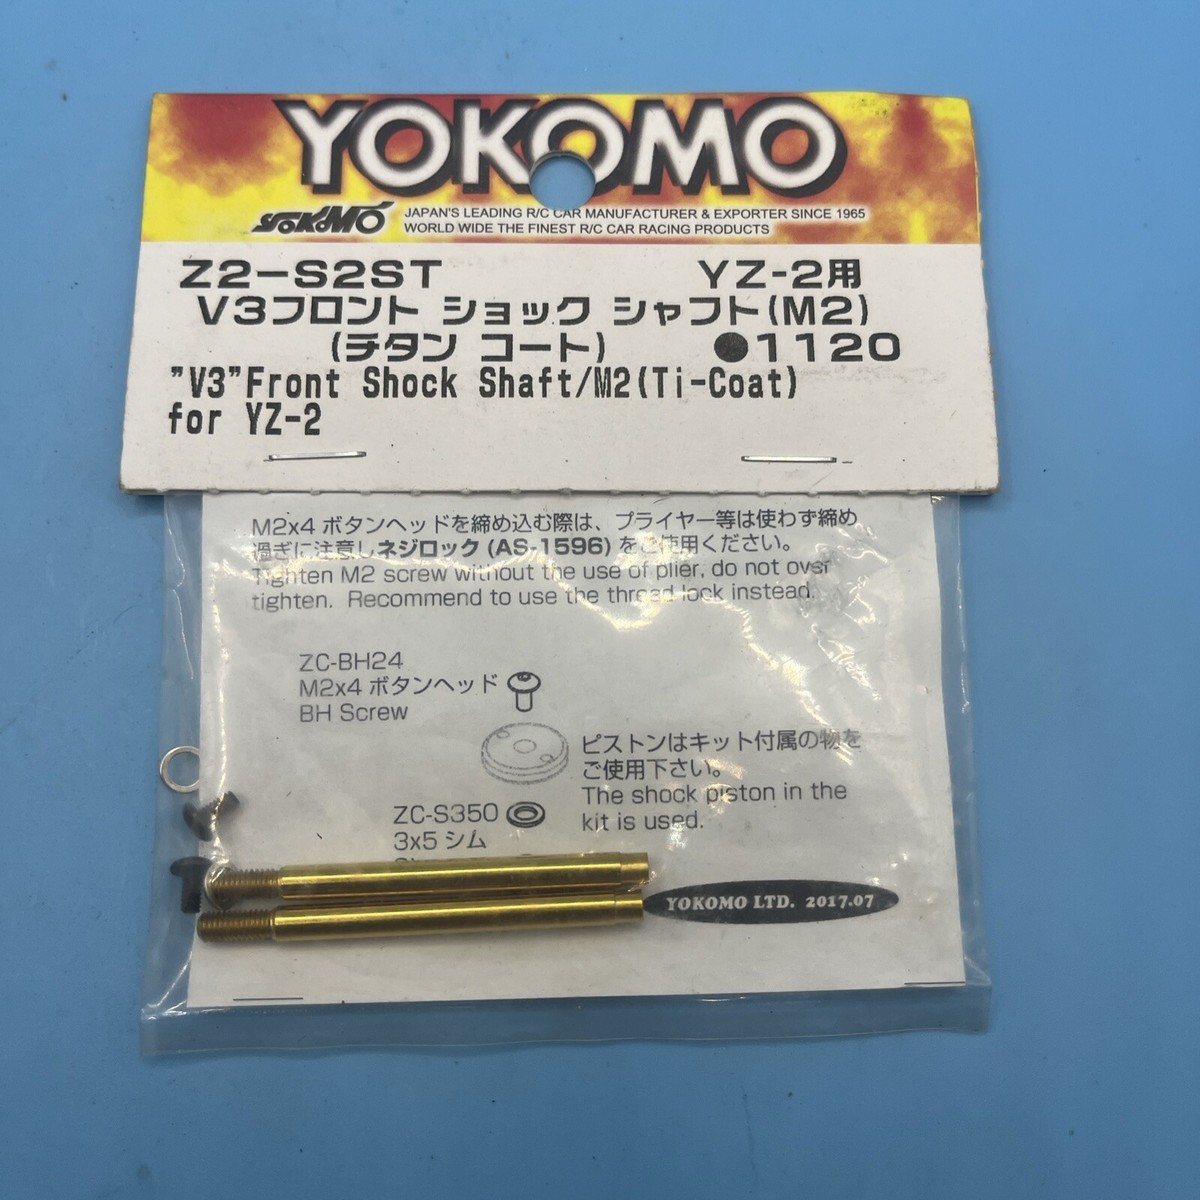 YOKOMO
YOKOMO JAPAN'S LEADING R/C CAR MANUFACTURER & EXPORTER SINCE 1965
WORLD WIDE THE FINEST R/C CAR RACING PRODUCTS
Z2-S2ST YZ-2用
V3フロント ショック シャフト(M2)
(チタン コート) ●1120
"V3"Front Shock Shaft/M2(Ti-Coat)
for YZ-2
M2x4 ボタンヘッドを締め込む際は、プライヤー等は使わず締め
過ぎに注意しネジロック (AS-1596) をご使用ください。
Tighten M2 screw without the use of plier, do not over
tighten. Recommend to use the thread lock instead.
ZC-BH24
M2x4 ボタンヘッド
BH Screw
ピストンはキット付属の物を
ご使用下さい。
The shock piston in the
kit is used.
ZC-S350
3x5 シム
YOKOMO LTD. 2017.07